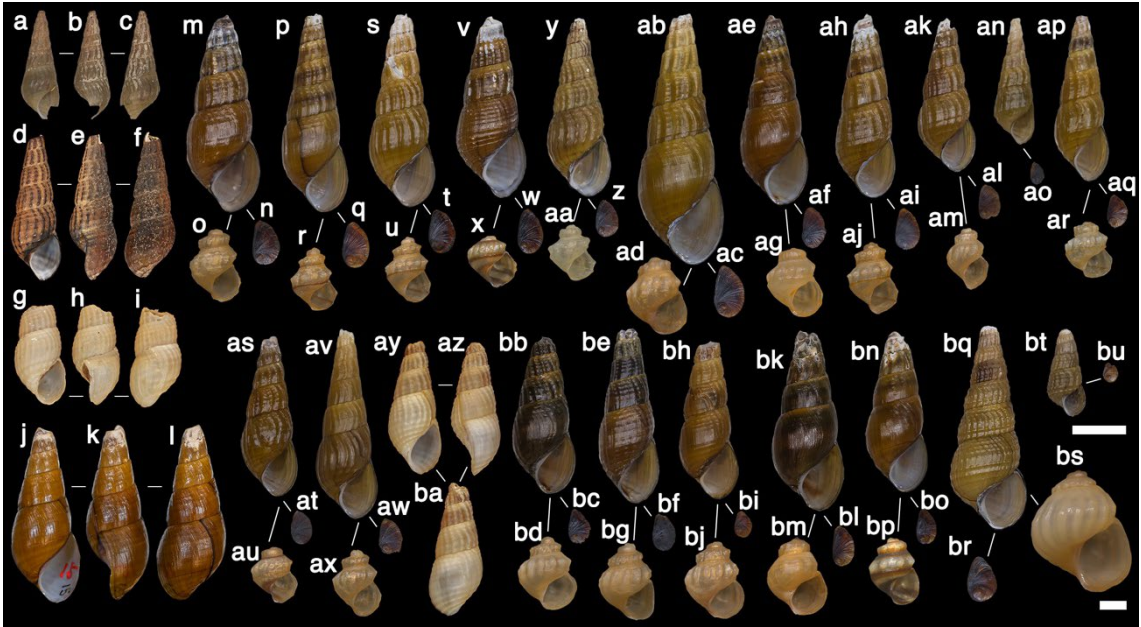 a b c m p s v y ab ae ah ak an ap
d e f
o n r q u t x w aa z ad ac ag af aj ai am al ao ar aq
g h i
as av ay az bb be bh bk bn bq bt bu
j k l
au at ax aw ba bd bc bg bf bj bi bm bl bp bo br bs
15